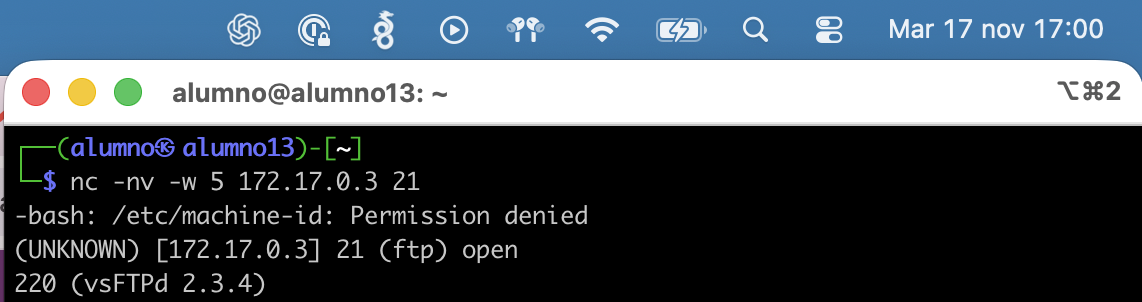 Mar 17 nov 17:00
alumno@alumno13: ~ ⌥⌘2
┌──(alumno㉿ alumno13)-[~]
└─$ nc -nv -w 5 172.17.0.3 21
-bash: /etc/machine-id: Permission denied
(UNKNOWN) [172.17.0.3] 21 (ftp) open
220 (vsFTPd 2.3.4)